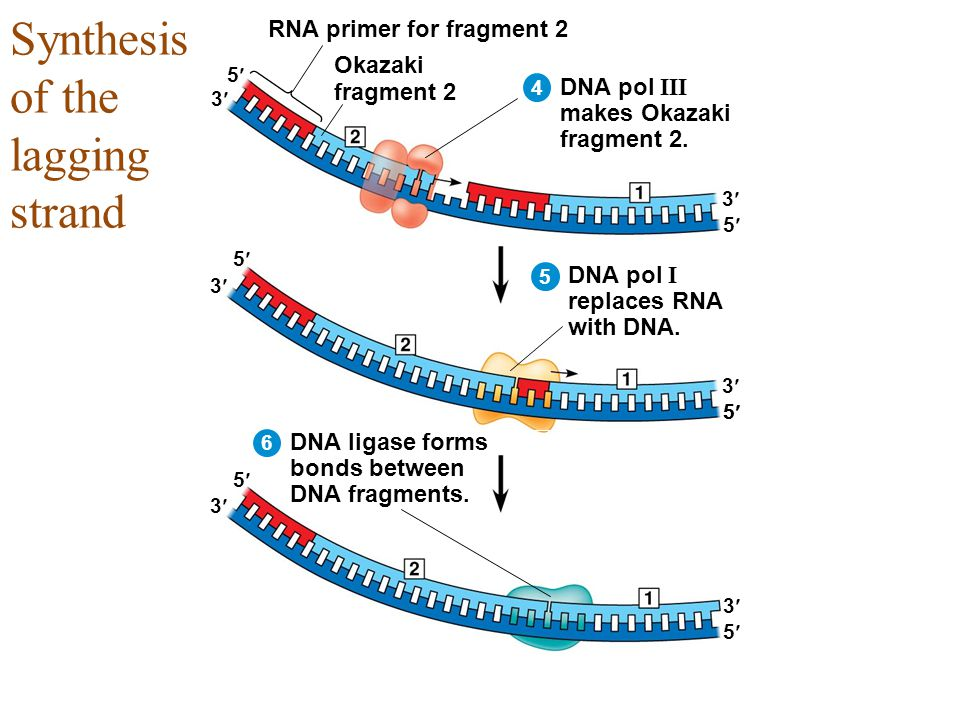 Synthesis
of the
lagging
strand
RNA primer for fragment 2
Okazaki
fragment 2
5′
3′
2
4
DNA pol III
makes Okazaki
fragment 2.
1
3′
5′
5′
3′
2
5
DNA pol I
replaces RNA
with DNA.
1
3′
5′
6
DNA ligase forms
bonds between
DNA fragments.
5′
3′
2
1
3′
5′